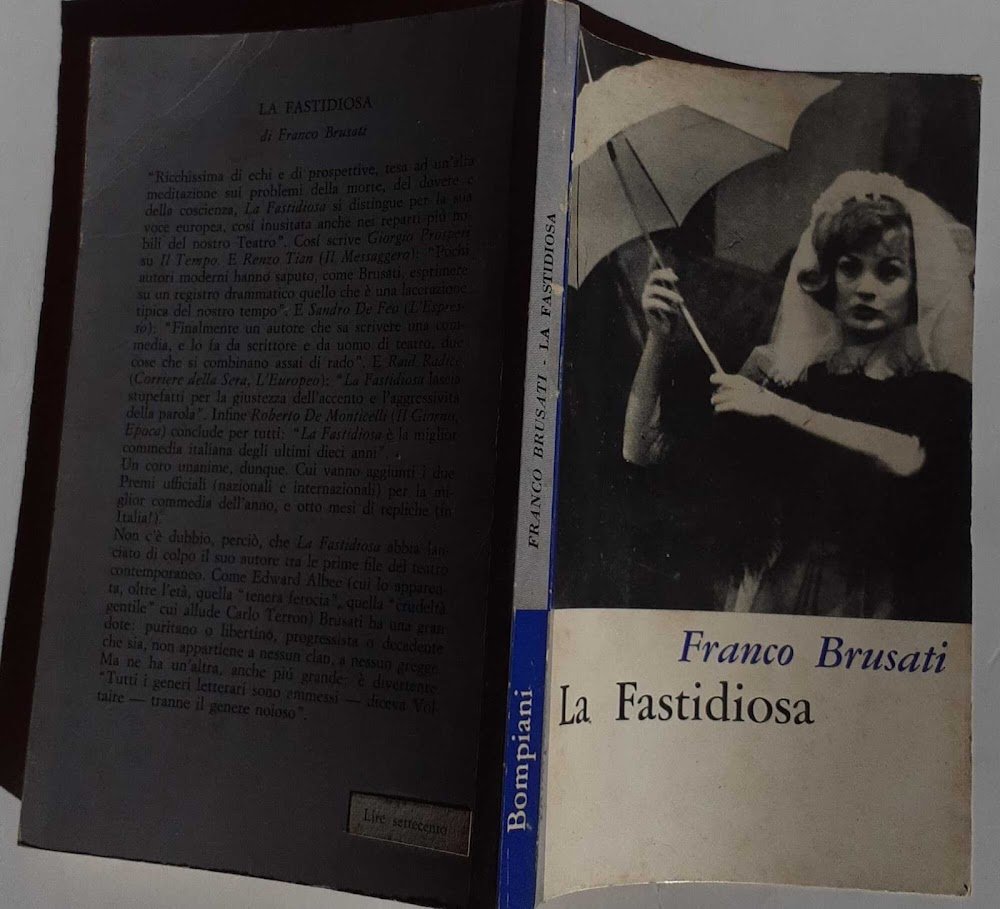 LA FASTIDIOSA
di Franco Brusati
"Ricchissima di echi e di prospettive, tesa ad un'alta
meditazione sui problemi della morte, del dovere e
della coscienza, La Fastidiosa si distingue per la sua
voce europea, così inusitata anche nei reparti più no-
bili del nostro Teatro". Così scrive Giorgio Prosperi
su Il Tempo. E Renzo Tian (Il Messaggero): "Pochi
autori moderni hanno saputo, come Brusati, esprimere
su un registro drammatico quello che è una lacerazione
tipica del nostro tempo". E Sandro De Feo (L'Espres-
so): "Finalmente un autore che sa scrivere una com-
media, e lo fa da scrittore e da uomo di teatro, due
cose che si combinano assai di rado". E Raul Radice
(Corriere della Sera, L'Europeo): "La Fastidiosa lascia
stupefatti per la giustezza dell'accento e l'aggressività
della parola". Infine Roberto De Monticelli (Il Giorno,
Epoca) conclude per tutti: "La Fastidiosa è la miglior
commedia italiana degli ultimi dieci anni".
Un coro unanime, dunque. Cui vanno aggiunti i due
Premi ufficiali (nazionali e internazionali) per la mi-
glior commedia dell'anno, e otto mesi di repliche (in
Italia!).
Non c'è dubbio, perciò, che La Fastidiosa abbia lan-
ciato di colpo il suo autore tra le prime file del teatro
contemporaneo. Come Edward Albee (cui lo apparen-
ta, oltre l'età, quella "tenera ferocia", quella "crudeltà
gentile" cui allude Carlo Terron) Brusati ha una gran
dote: puritano o libertino, progressista o decadente
che sia, non appartiene a nessun clan, a nessun gregge.
Ma ne ha un'altra, anche più grande: è divertente.
"Tutti i generi letterari sono ammessi — diceva Vol-
taire — tranne il genere noioso".
Lire settecento
FRANCO BRUSATI - LA FASTIDIOSA
Bompiani
Franco Brusati
La Fastidiosa